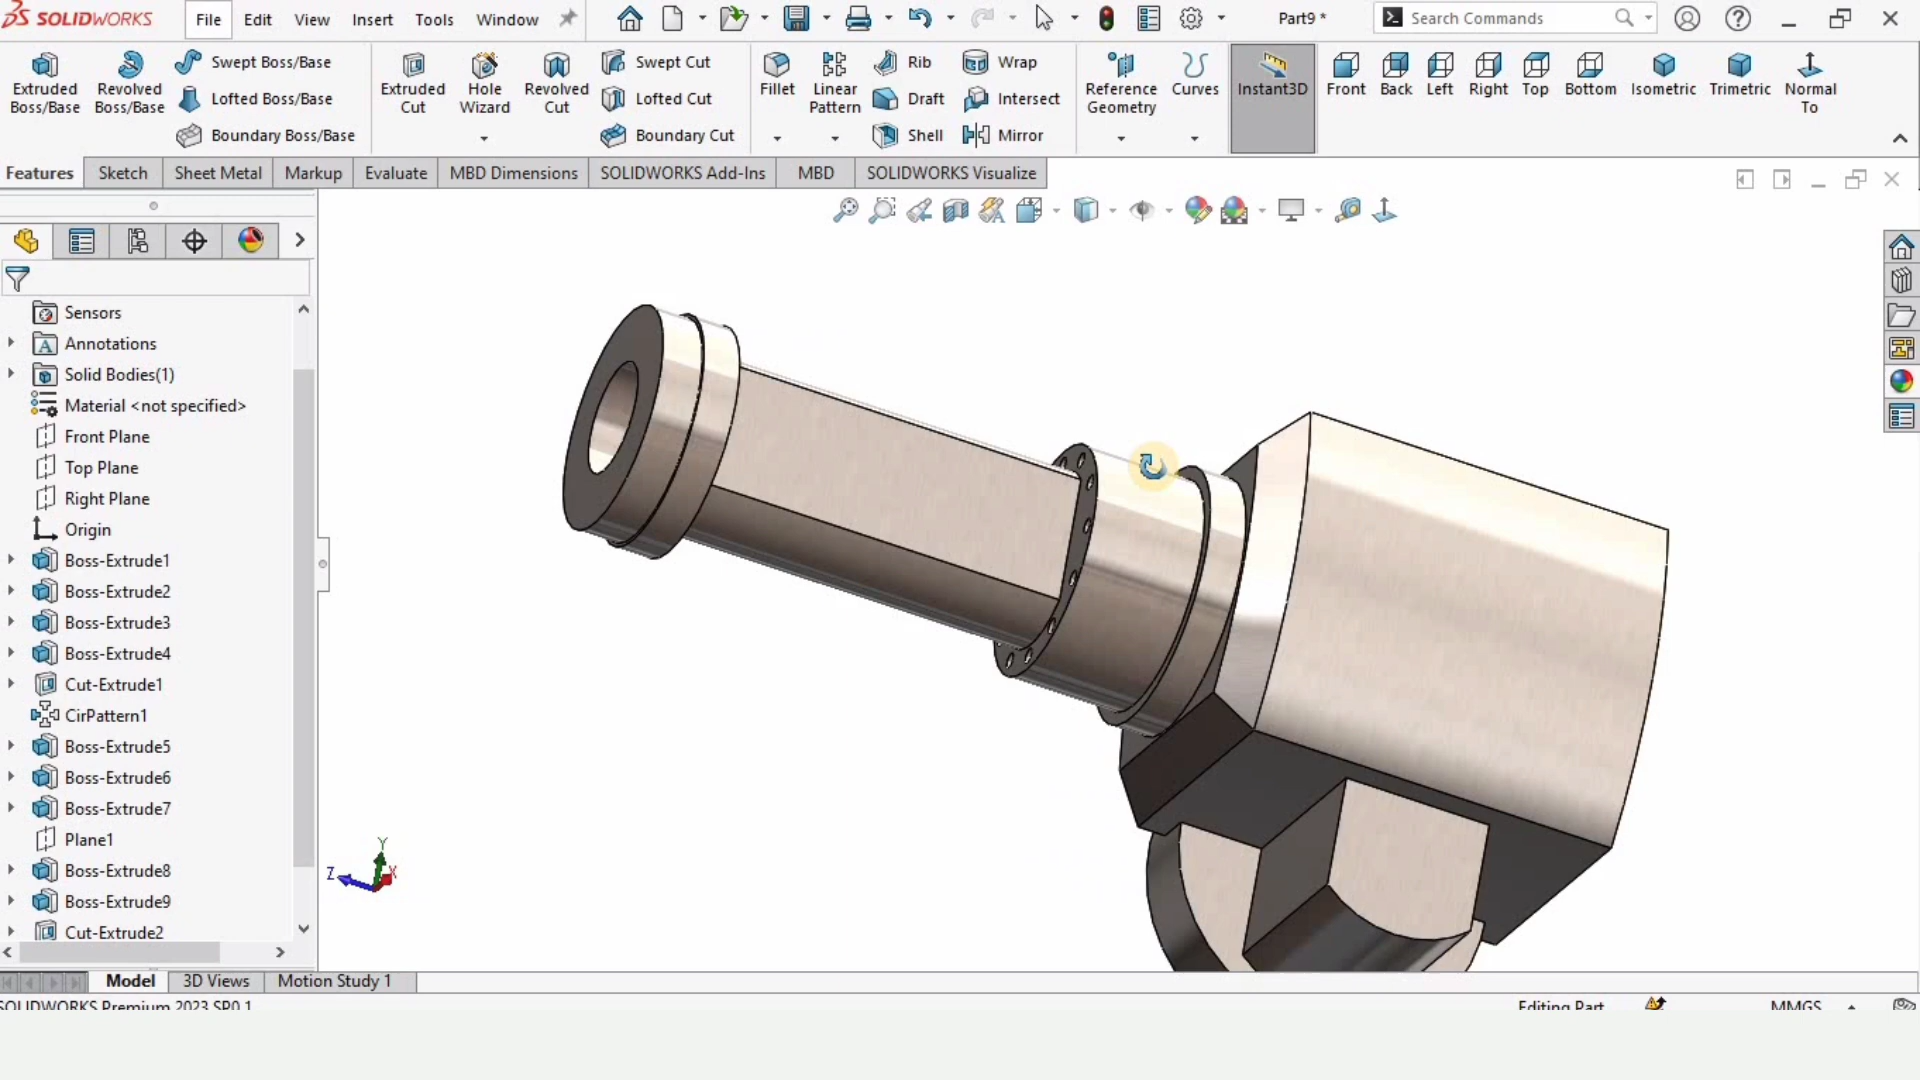 SOLIDWORKS File Edit View Insert Tools Window Part9 * Search Commands
Extruded Boss/Base
Revolved Boss/Base
Swept Boss/Base
Lofted Boss/Base
Boundary Boss/Base
Extruded Cut
Hole Wizard
Revolved Cut
Swept Cut
Lofted Cut
Boundary Cut
Fillet
Linear Pattern
Rib
Draft
Shell
Wrap
Intersect
Mirror
Reference Geometry
Curves
Instant3D
Front
Back
Left
Right
Top
Bottom
Isometric
Trimetric
Normal To
Features Sketch Sheet Metal Markup Evaluate MBD Dimensions SOLIDWORKS Add-Ins MBD SOLIDWORKS Visualize
Sensors
Annotations
Solid Bodies(1)
Material <not specified>
Front Plane
Top Plane
Right Plane
Origin
Boss-Extrude1
Boss-Extrude2
Boss-Extrude3
Boss-Extrude4
Cut-Extrude1
CirPattern1
Boss-Extrude5
Boss-Extrude6
Boss-Extrude7
Plane1
Boss-Extrude8
Boss-Extrude9
Cut-Extrude2
Y
Z
X
Model 3D Views Motion Study 1
SOLIDWORKS Premium 2023 SP0.1 Editing Part MMGS